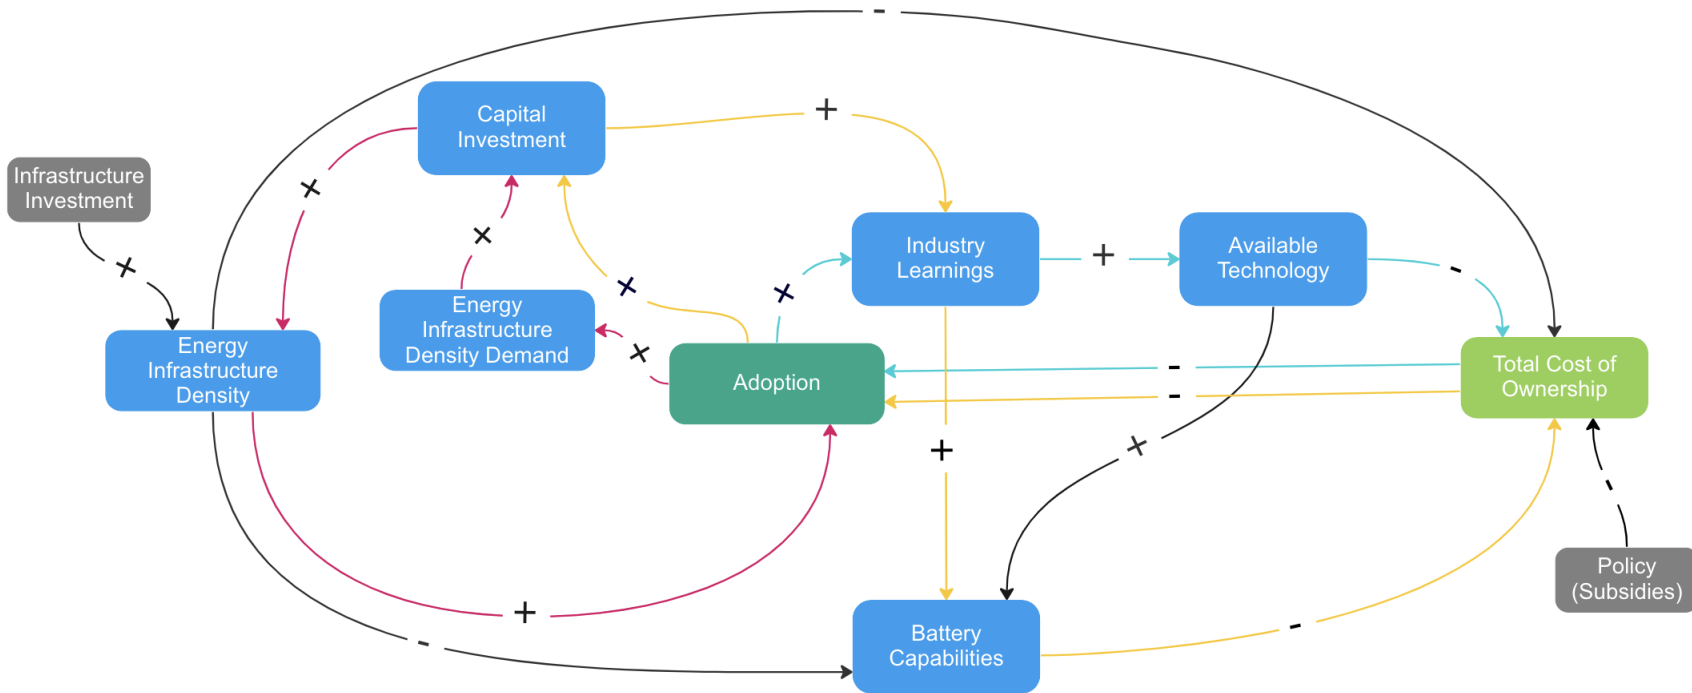 -
Capital
Investment
+
Infrastructure
Investment
+
+
+
Energy
Infrastructure
Density Demand
+
+
+
Industry
Learnings
+
Available
Technology
-
Energy
Infrastructure
Density
+
Adoption
-
-
Total Cost of
Ownership
+
+
-
Policy
(Subsidies)
+
-
Battery
Capabilities
-